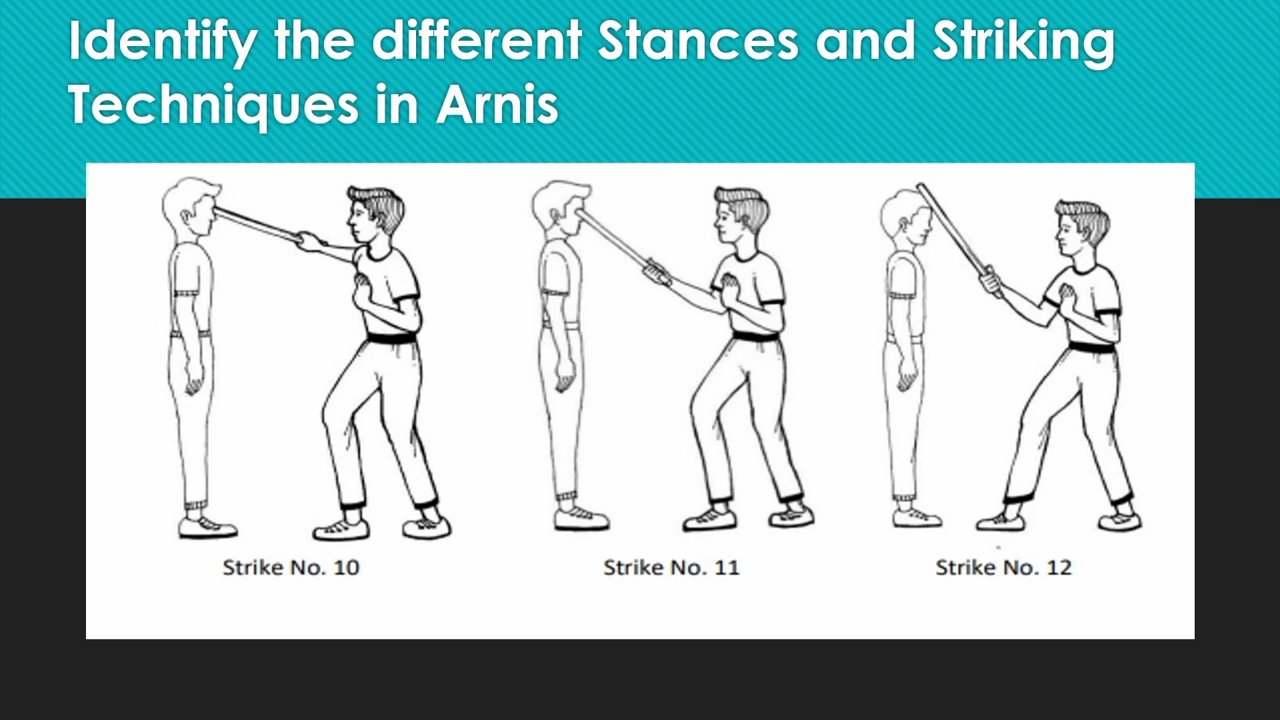 Identify the different Stances and Striking
Techniques in Arnis
Strike No. 10
Strike No. 11
Strike No. 12